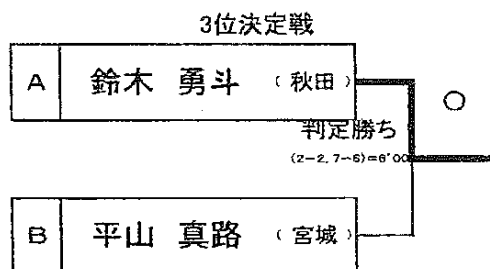 3位決定戦
A 鈴木 勇斗 (秋田)
○
判定勝ち
(2-2,7-6)=6'00
B 平山 真路 (宮城)